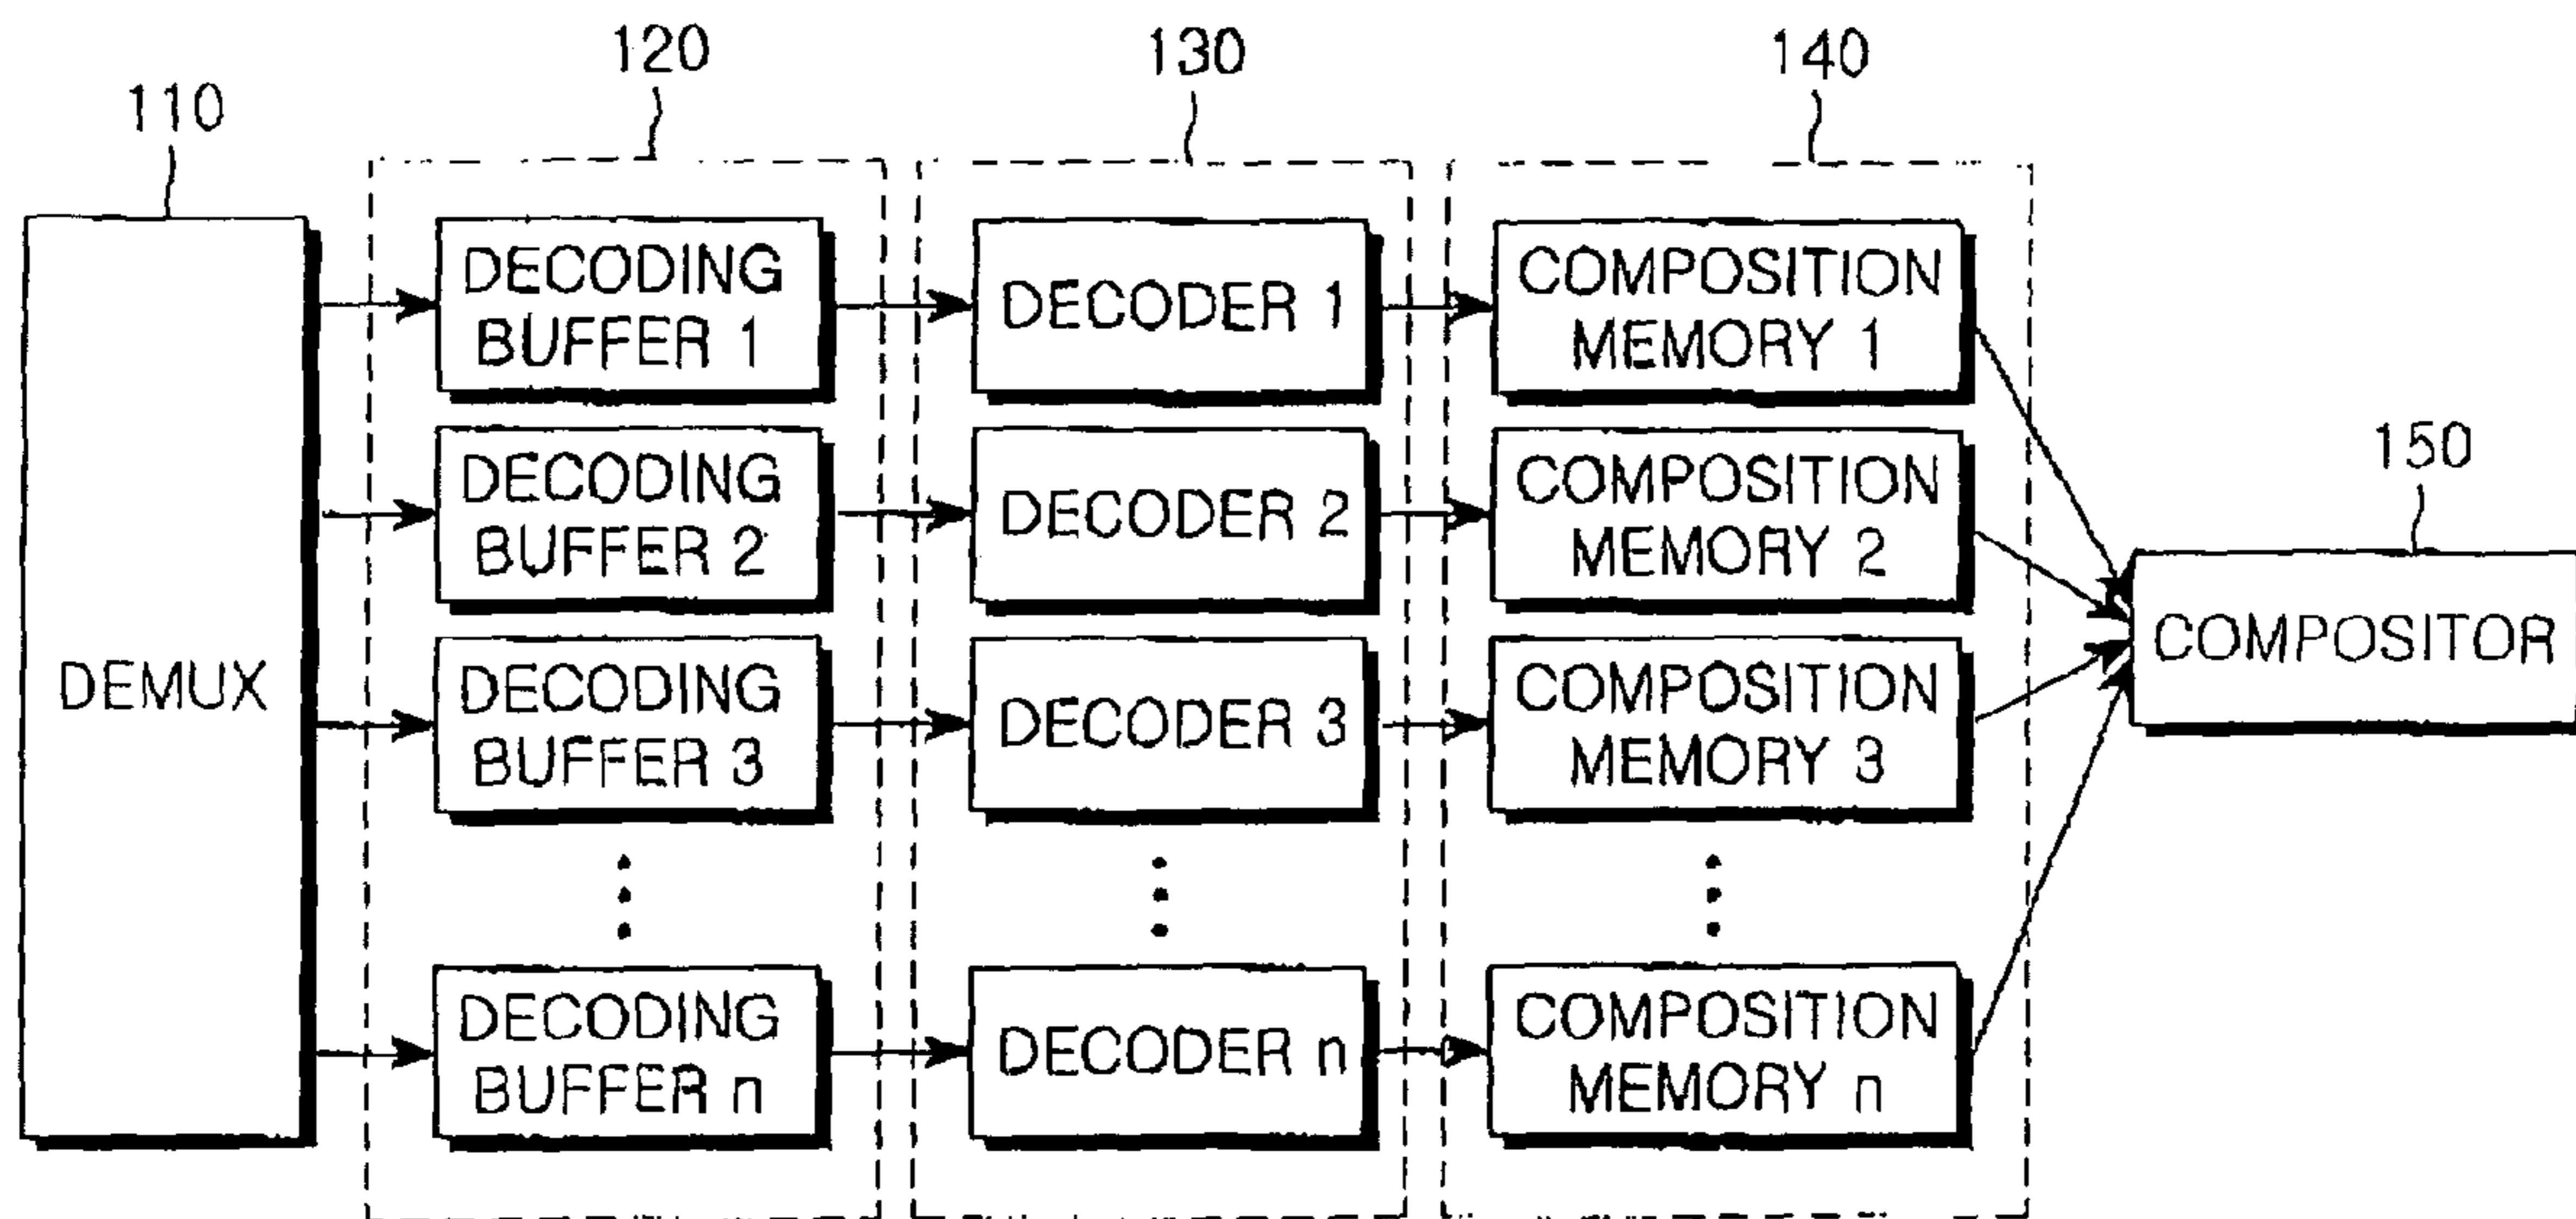 120
130
140
110
150
DECODING
BUFFER 1
DECODER 1
COMPOSITION
MEMORY 1
DECODING
BUFFER 2
DECODER 2
COMPOSITION
MEMORY 2
DEMUX
DECODING
BUFFER 3
DECODER 3
COMPOSITION
MEMORY 3
COMPOSITOR
DECODING
BUFFER n
DECODER n
COMPOSITION
MEMORY n